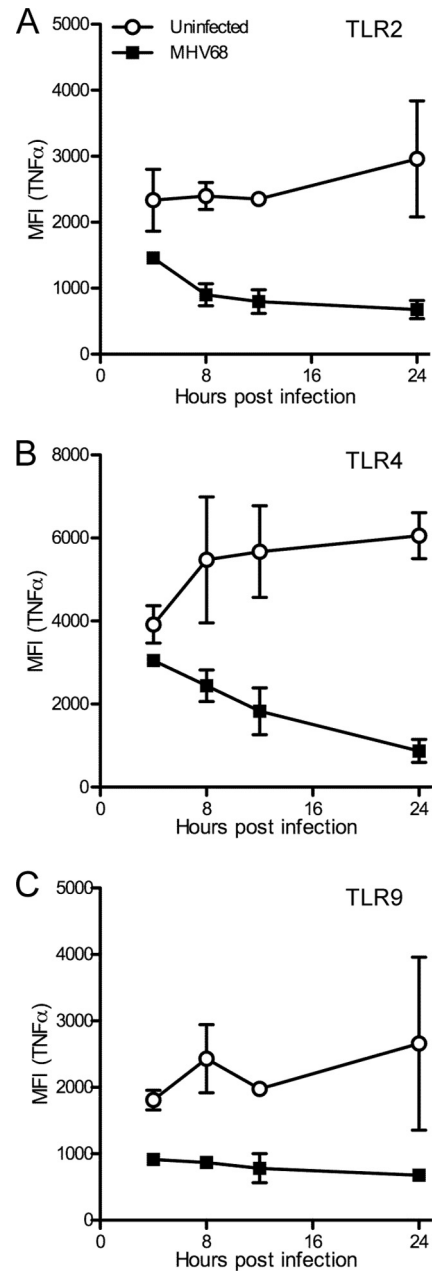 A
TLR2
Uninfected
MHV68
5000
4000
3000
2000
1000
0
MFI (TNFα)
0 8 16 24
Hours post infection
B
TLR4
8000
6000
4000
2000
0
MFI (TNFα)
0 8 16 24
Hours post infection
C
TLR9
5000
4000
3000
2000
1000
0
MFI (TNFα)
0 8 16 24
Hours post infection